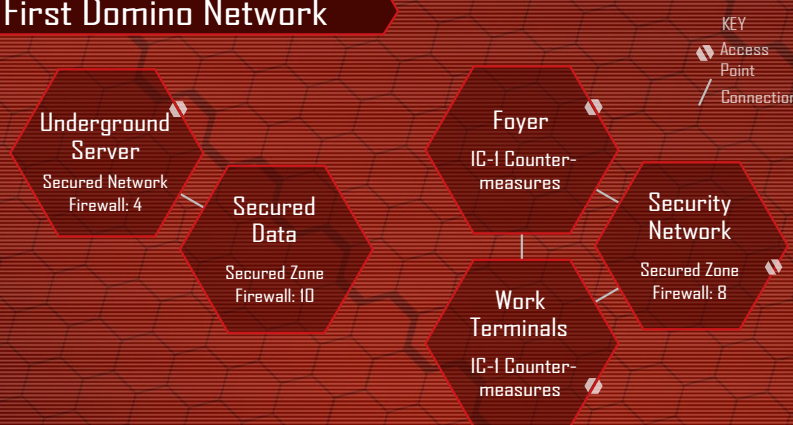 First Domino Network
KEY
Access
Point
Connection
Underground
Server
Secured Network
Firewall: 4
Secured
Data
Secured Zone
Firewall: 10
Foyer
IC-1 Counter-
measures
Security
Network
Secured Zone
Firewall: 8
Work
Terminals
IC-1 Counter-
measures